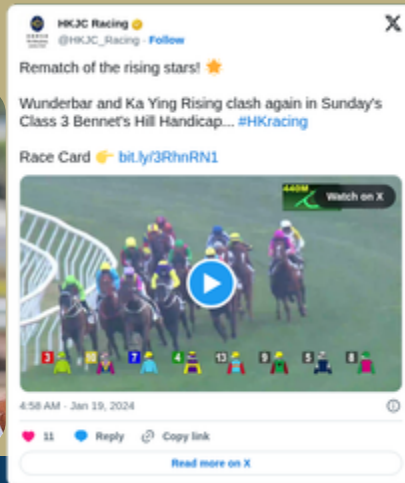 HKJC Racing
@HKJC_Racing · Follow
Rematch of the rising stars! 🌟
Wunderbar and Ka Ying Rising clash again in Sunday's
Class 3 Bennet's Hill Handicap... #HKracing
Race Card 👉 bit.ly/3RhnRN1
440M
Watch on X
3 10 7 4 13 9 5 8
4:58 AM · Jan 19, 2024
11 Reply Copy link
Read more on X